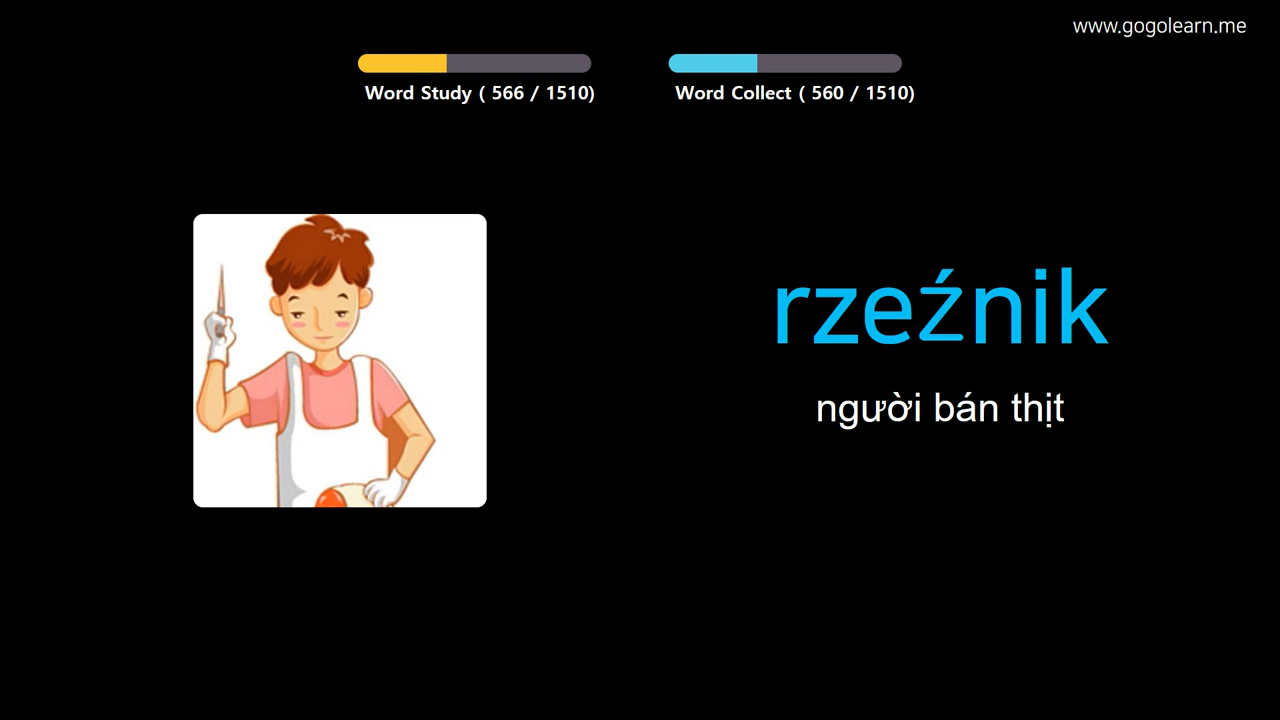 www.gogolearn.me
Word Study ( 566 / 1510)
Word Collect ( 560 / 1510)
rzeźnik
người bán thịt